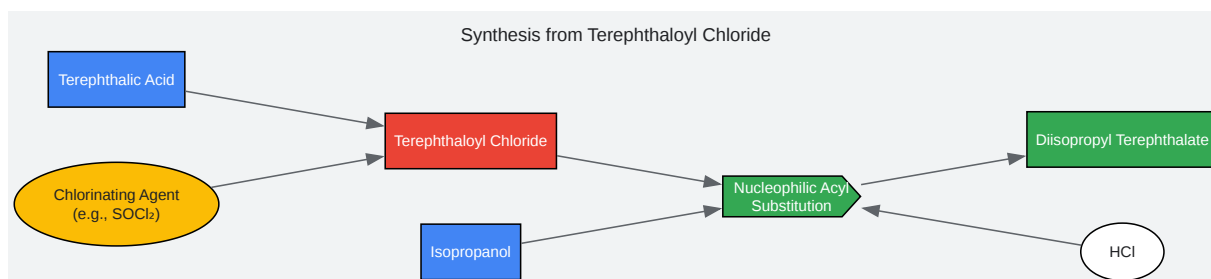 Synthesis from Terephthaloyl Chloride
Terephthalic Acid
Chlorinating Agent
(e.g., SOCl₂)
Terephthaloyl Chloride
Isopropanol
Nucleophilic Acyl
Substitution
Diisopropyl Terephthalate
HCl